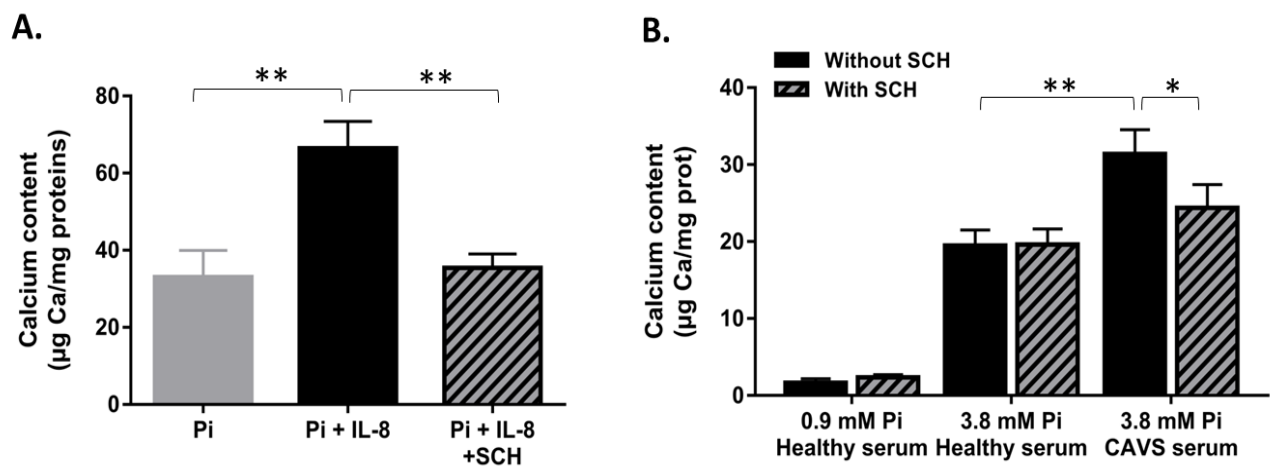 A.
**
**
80
60
40
20
0
Calcium content
(µg Ca/mg proteins)
Pi
Pi + IL-8
Pi + IL-8
+SCH
B.
Without SCH
With SCH
**
*
40
30
20
10
0
Calcium content
(µg Ca/mg prot)
0.9 mM Pi
Healthy serum
3.8 mM Pi
Healthy serum
3.8 mM Pi
CAVS serum